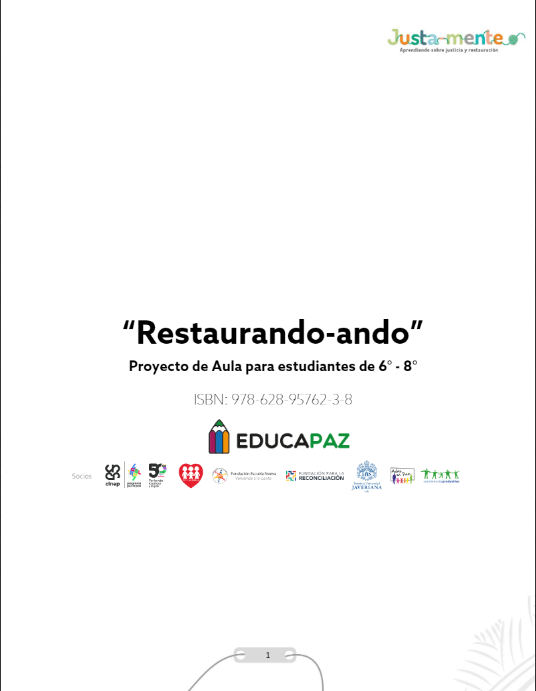 Justa-mente
Aprendiendo sobre justicia y restauración
“Restaurando-ando”
Proyecto de Aula para estudiantes de 6° - 8°
ISBN: 978-628-95762-3-8
EDUCAPAZ
Socios
cinep
Fundación Escuela Nueva
FUNDACIÓN PARA LA
RECONCILIACIÓN
JAVERIANA
1